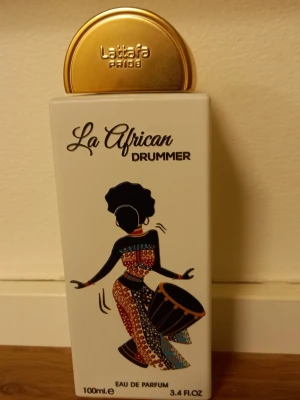 Lattafa
PRIDE
La African
DRUMMER
EAU DE PARFUM
100ml.℮ 3.4 FL.OZ